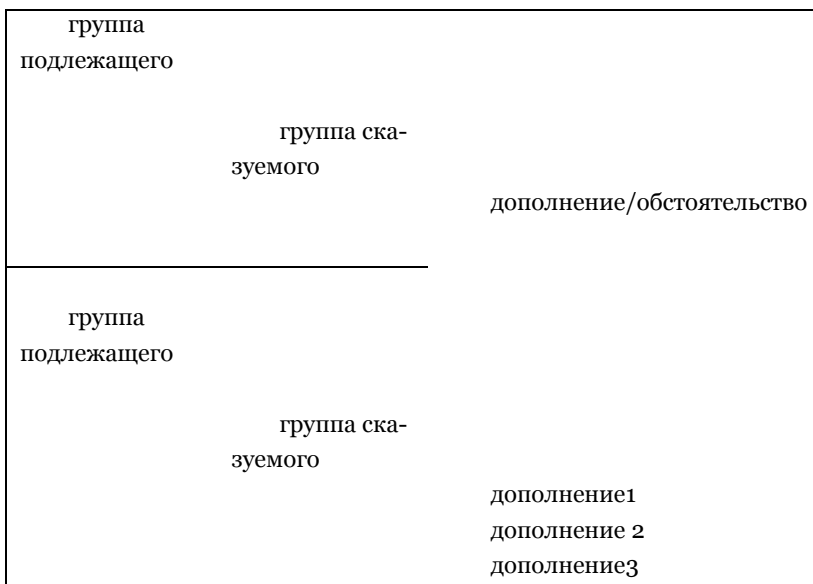 группа
подлежащего
группа ска-
зуемого
дополнение/обстоятельство
группа
подлежащего
группа ска-
зуемого
дополнение1
дополнение 2
дополнение3